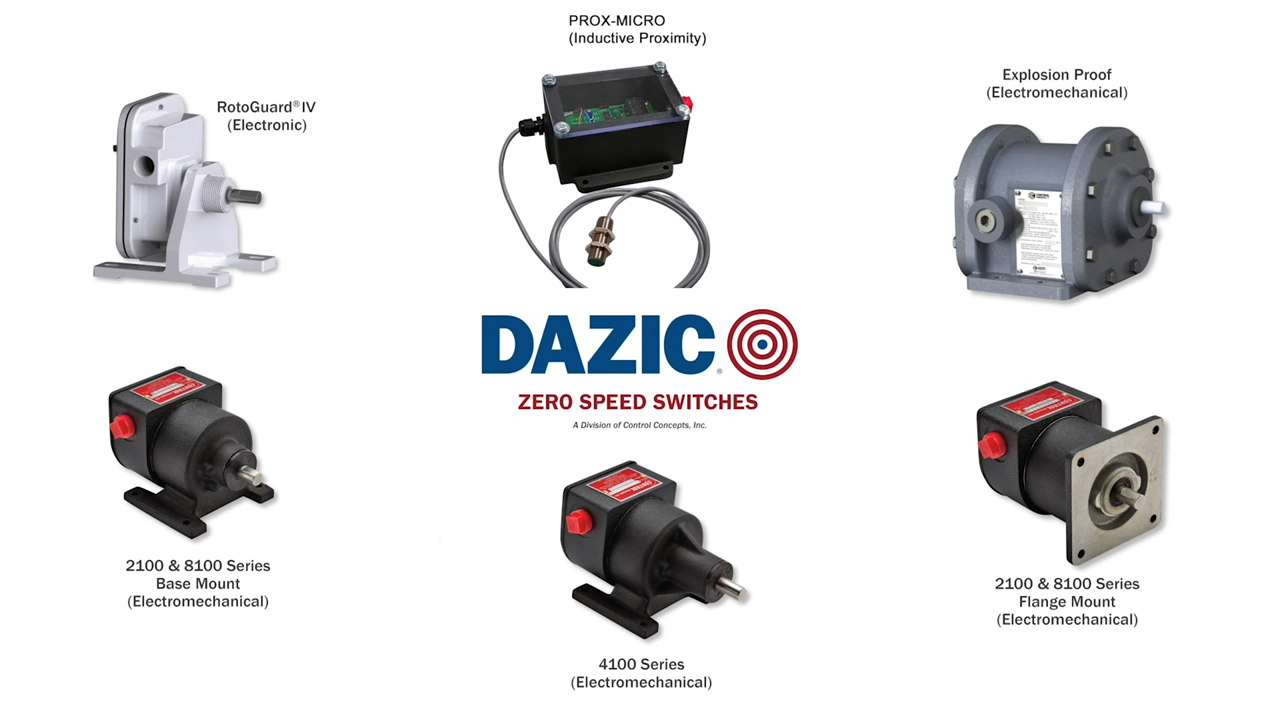 PROX-MICRO
(Inductive Proximity)
RotoGuard® IV
(Electronic)
Explosion Proof
(Electromechanical)
DAZIC®
ZERO SPEED SWITCHES
A Division of Control Concepts, Inc.
2100 & 8100 Series
Base Mount
(Electromechanical)
4100 Series
(Electromechanical)
2100 & 8100 Series
Flange Mount
(Electromechanical)